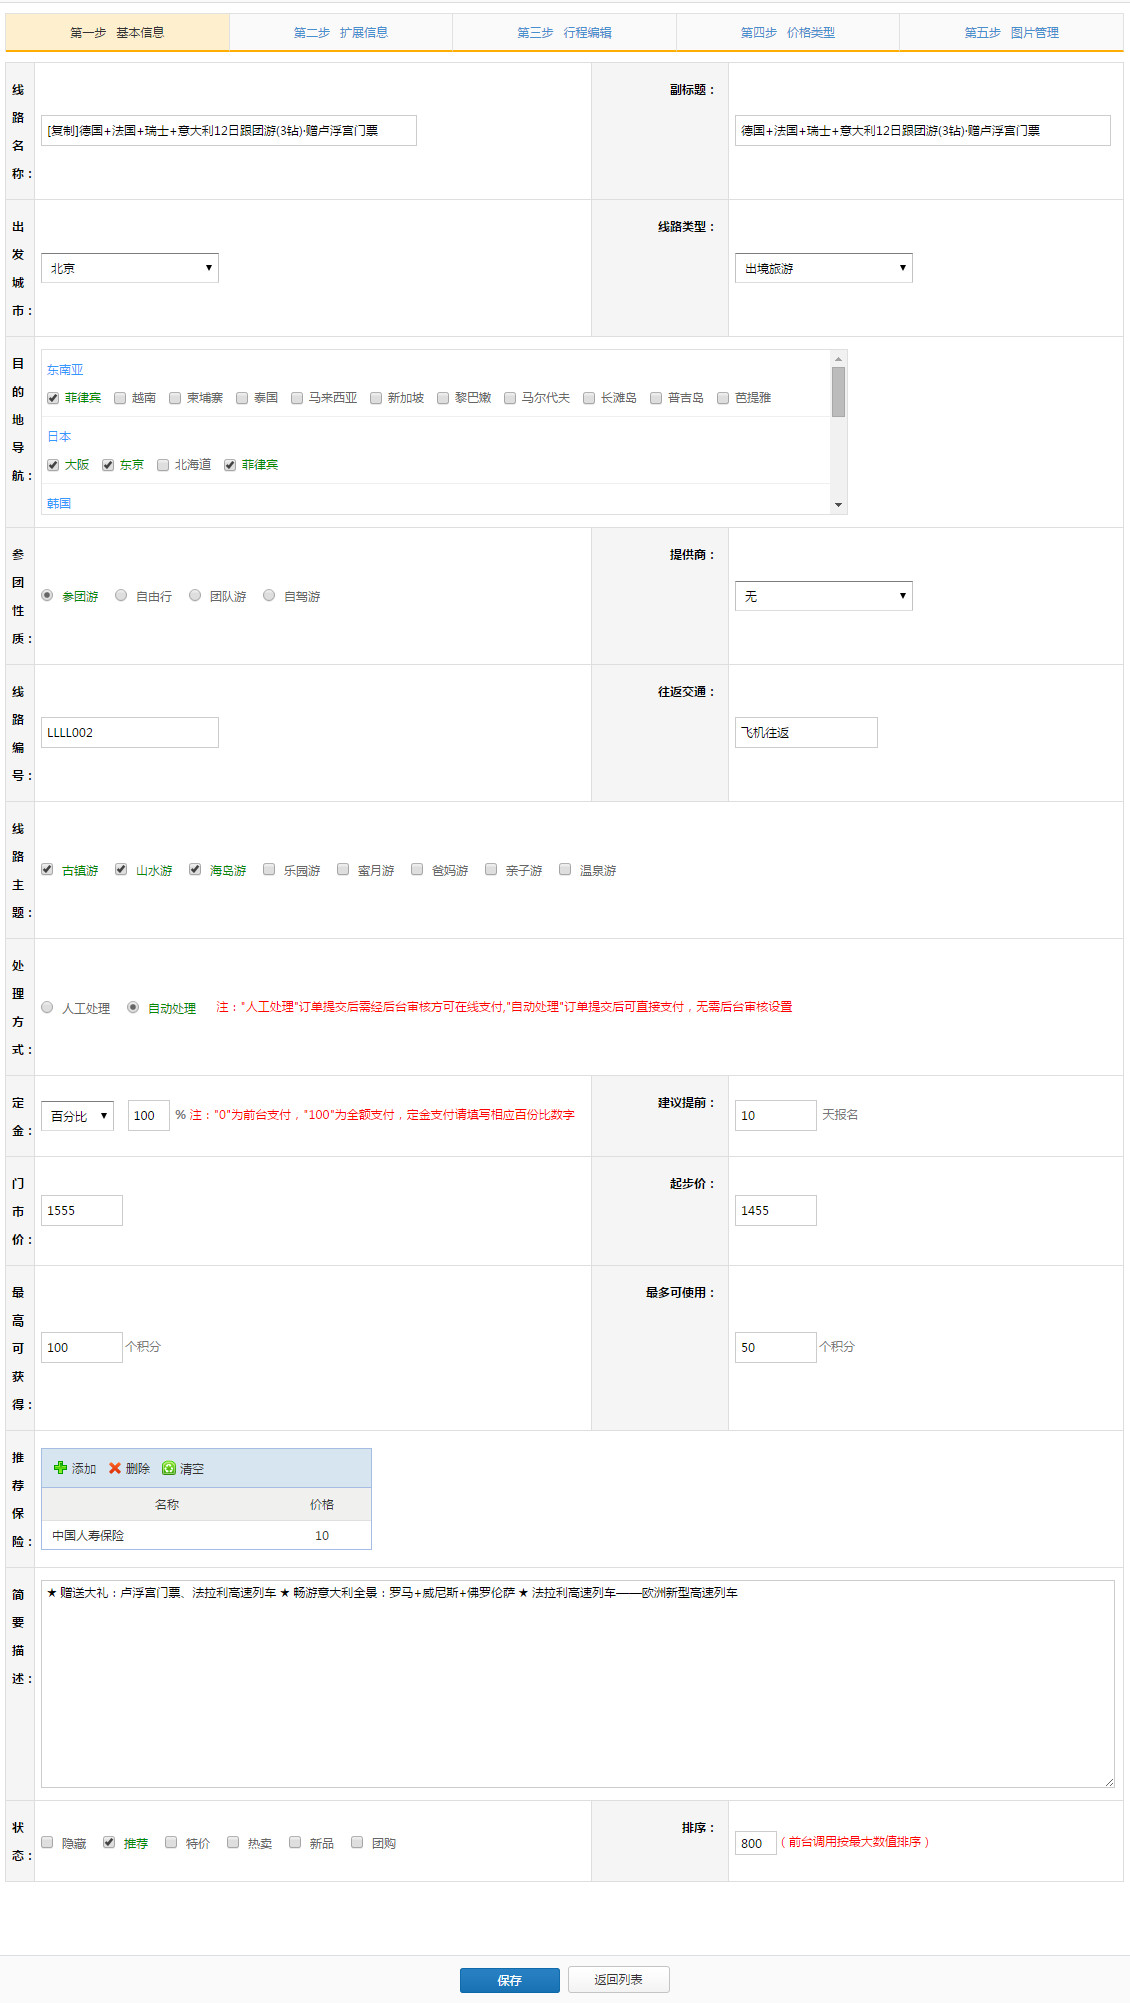 第一步 基本信息 第二步 扩展信息 第三步 行程编辑 第四步 价格类型 第五步 图片管理
线路名称： [复制]德国+法国+瑞士+意大利12日跟团游(3钻)·赠卢浮宫门票 副标题： 德国+法国+瑞士+意大利12日跟团游(3钻)·赠卢浮宫门票
出发城市： 北京 线路类型： 出境旅游
目的地导航：
东南亚
菲律宾 越南 柬埔寨 泰国 马来西亚 新加坡 黎巴嫩 马尔代夫 长滩岛 普吉岛 芭提雅
日本
大阪 东京 北海道 菲律宾
韩国
参团性质： 参团游 自由行 团队游 自驾游 提供商： 无
线路编号： LLLL002 往返交通： 飞机往返
线路主题： 古镇游 山水游 海岛游 乐园游 蜜月游 爸妈游 亲子游 温泉游
处理方式： 人工处理 自动处理 注："人工处理"订单提交后需经后台审核方可在线支付,"自动处理"订单提交后可直接支付，无需后台审核设置
定金： 百分比 100 % 注："0"为前台支付，"100"为全额支付，定金支付请填写相应百份比数字 建议提前： 10 天报名
门市价： 1555 起步价： 1455
最高可获得： 100 个积分 最多可使用： 50 个积分
推荐保险： 添加 删除 清空
名称 价格
中国人寿保险 10
简要描述： ★ 赠送大礼：卢浮宫门票、法拉利高速列车 ★ 畅游意大利全景：罗马+威尼斯+佛罗伦萨 ★ 法拉利高速列车——欧洲新型高速列车
状态： 隐藏 推荐 特价 热卖 新品 团购 排序： 800 （前台调用按最大数值排序）
保存 返回列表